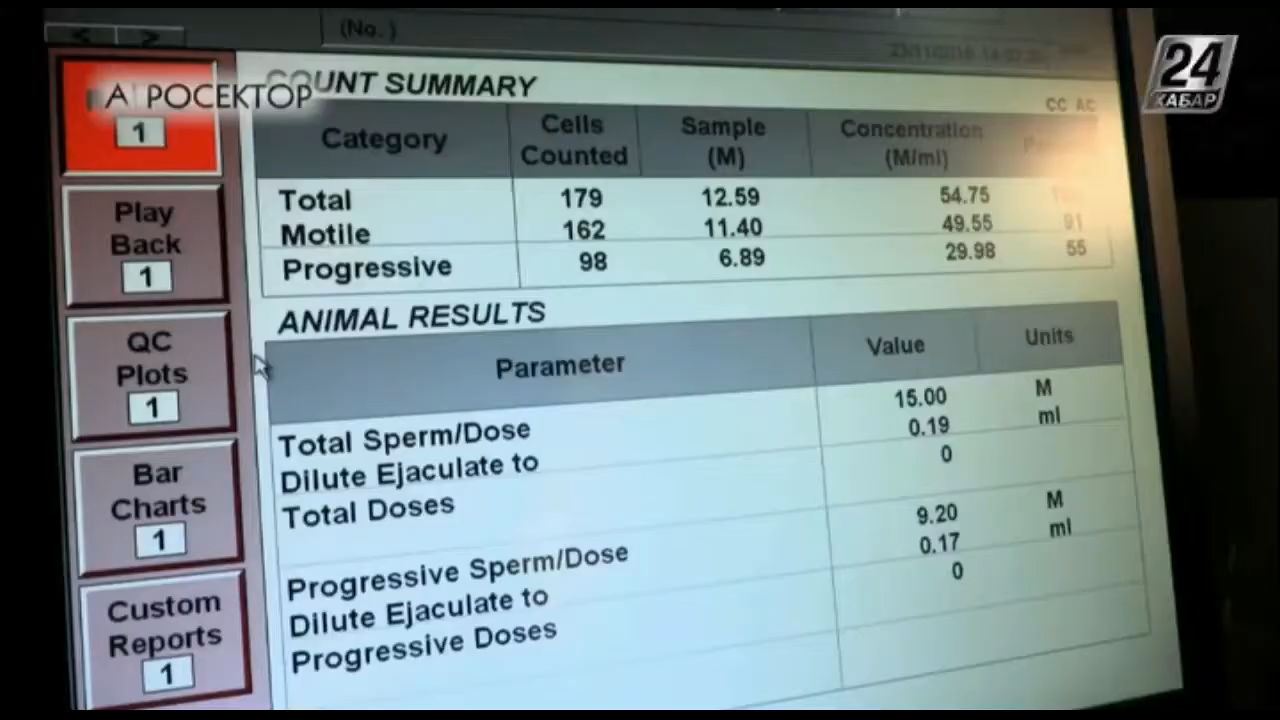 < >
(No. )
24
ХАБАР
АГРОСЕКТОР
1
COUNT SUMMARY
CC AC
Category Cells Counted Sample (M) Concentration (M/ml)
Total 179 12.59 54.75
Motile 162 11.40 49.55 91
Progressive 98 6.89 29.98 55
Play
Back
1
QC
Plots
1
Bar
Charts
1
Custom
Reports
1
ANIMAL RESULTS
Parameter Value Units
Total Sperm/Dose 15.00 M
Dilute Ejaculate to 0.19 ml
Total Doses 0
Progressive Sperm/Dose 9.20 M
Dilute Ejaculate to 0.17 ml
Progressive Doses 0